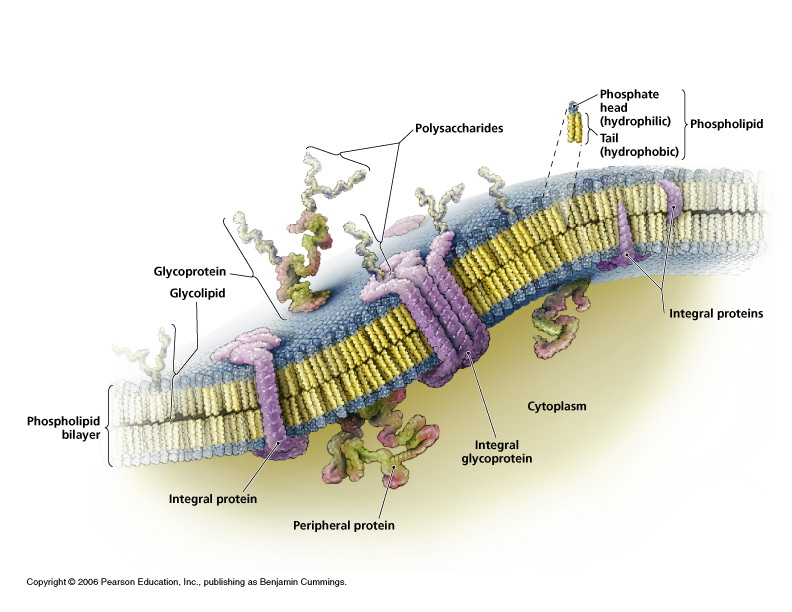 Phosphate
head
(hydrophilic)
Tail
(hydrophobic)
Phospholipid
Polysaccharides
Glycoprotein
Glycolipid
Integral proteins
Cytoplasm
Phospholipid
bilayer
Integral
glycoprotein
Integral protein
Peripheral protein
Copyright © 2006 Pearson Education, Inc., publishing as Benjamin Cummings.